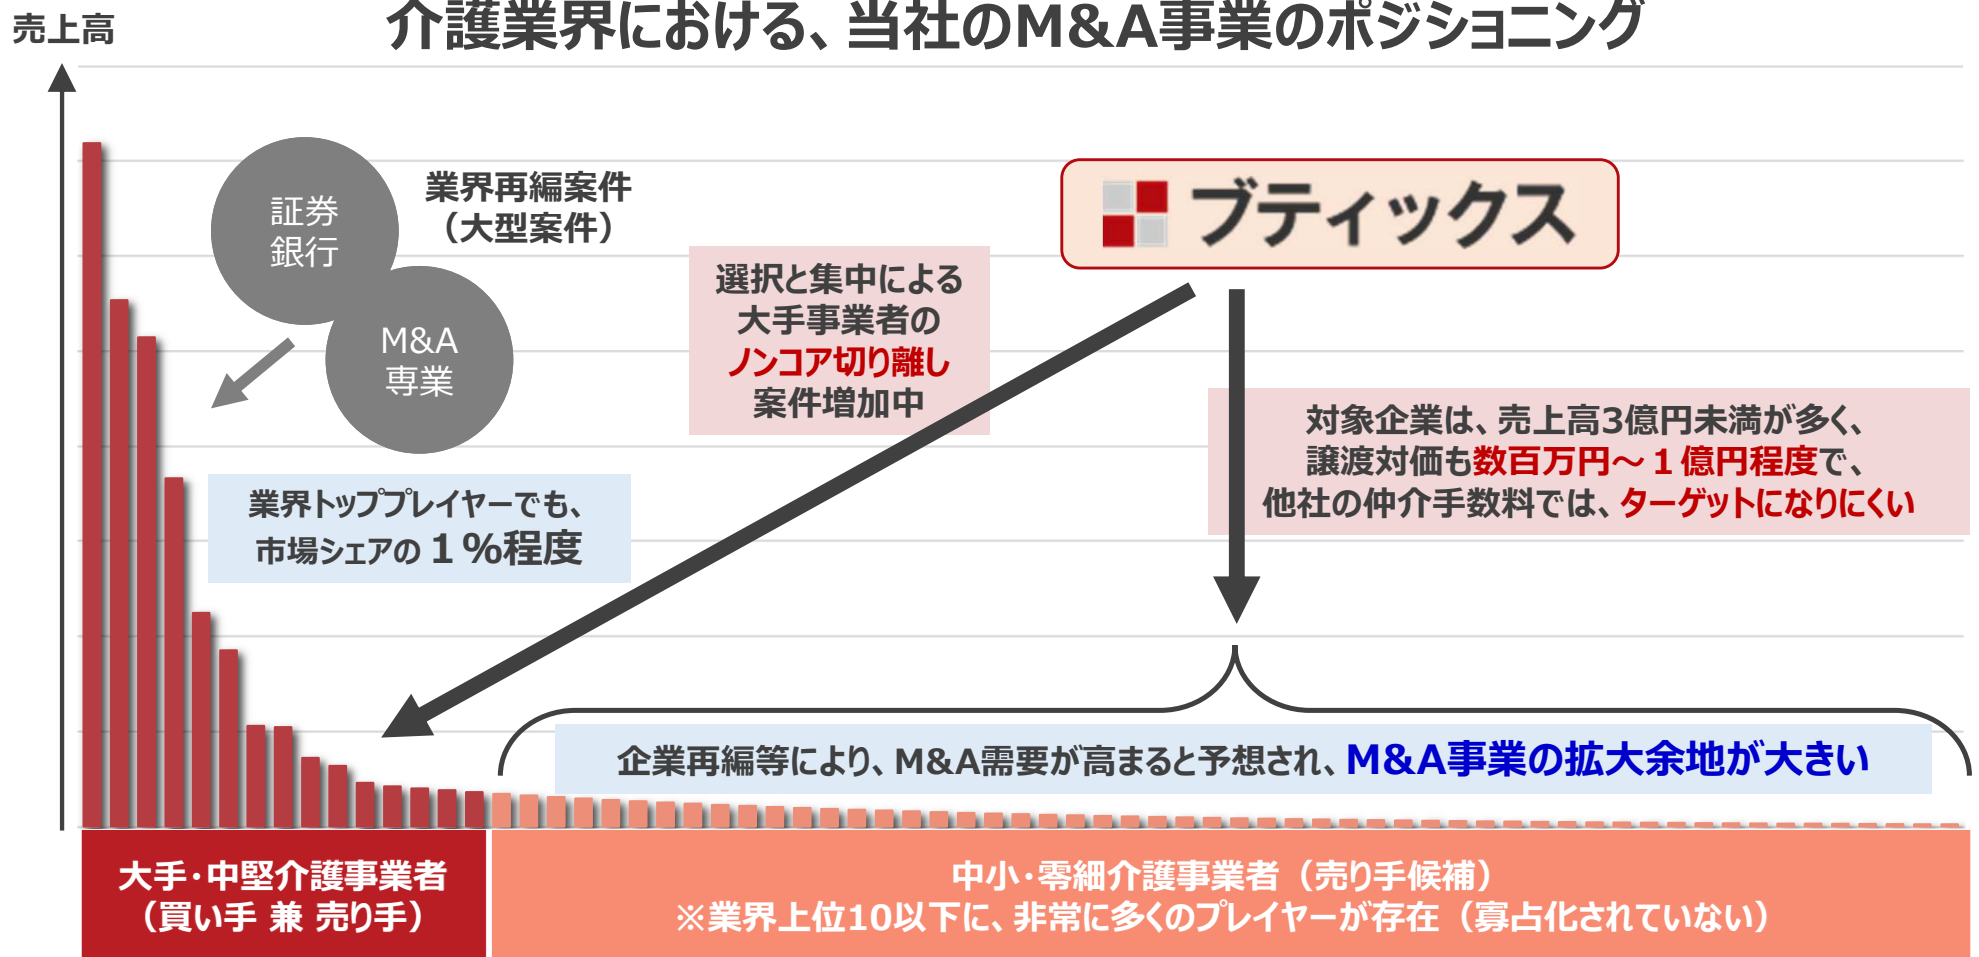 介護業界における、当社のM&A事業のポジショニング
売上高
証券
銀行
M&A
専業
業界再編案件
（大型案件）
ブティックス
選択と集中による
大手事業者の
ノンコア切り離し
案件増加中
対象企業は、売上高3億円未満が多く、
譲渡対価も数百万円～１億円程度で、
他社の仲介手数料では、ターゲットになりにくい
業界トッププレイヤーでも、
市場シェアの１％程度
企業再編等により、M&A需要が高まると予想され、M&A事業の拡大余地が大きい
大手・中堅介護事業者
（買い手 兼 売り手）
中小・零細介護事業者（売り手候補）
※業界上位10以下に、非常に多くのプレイヤーが存在（寡占化されていない）